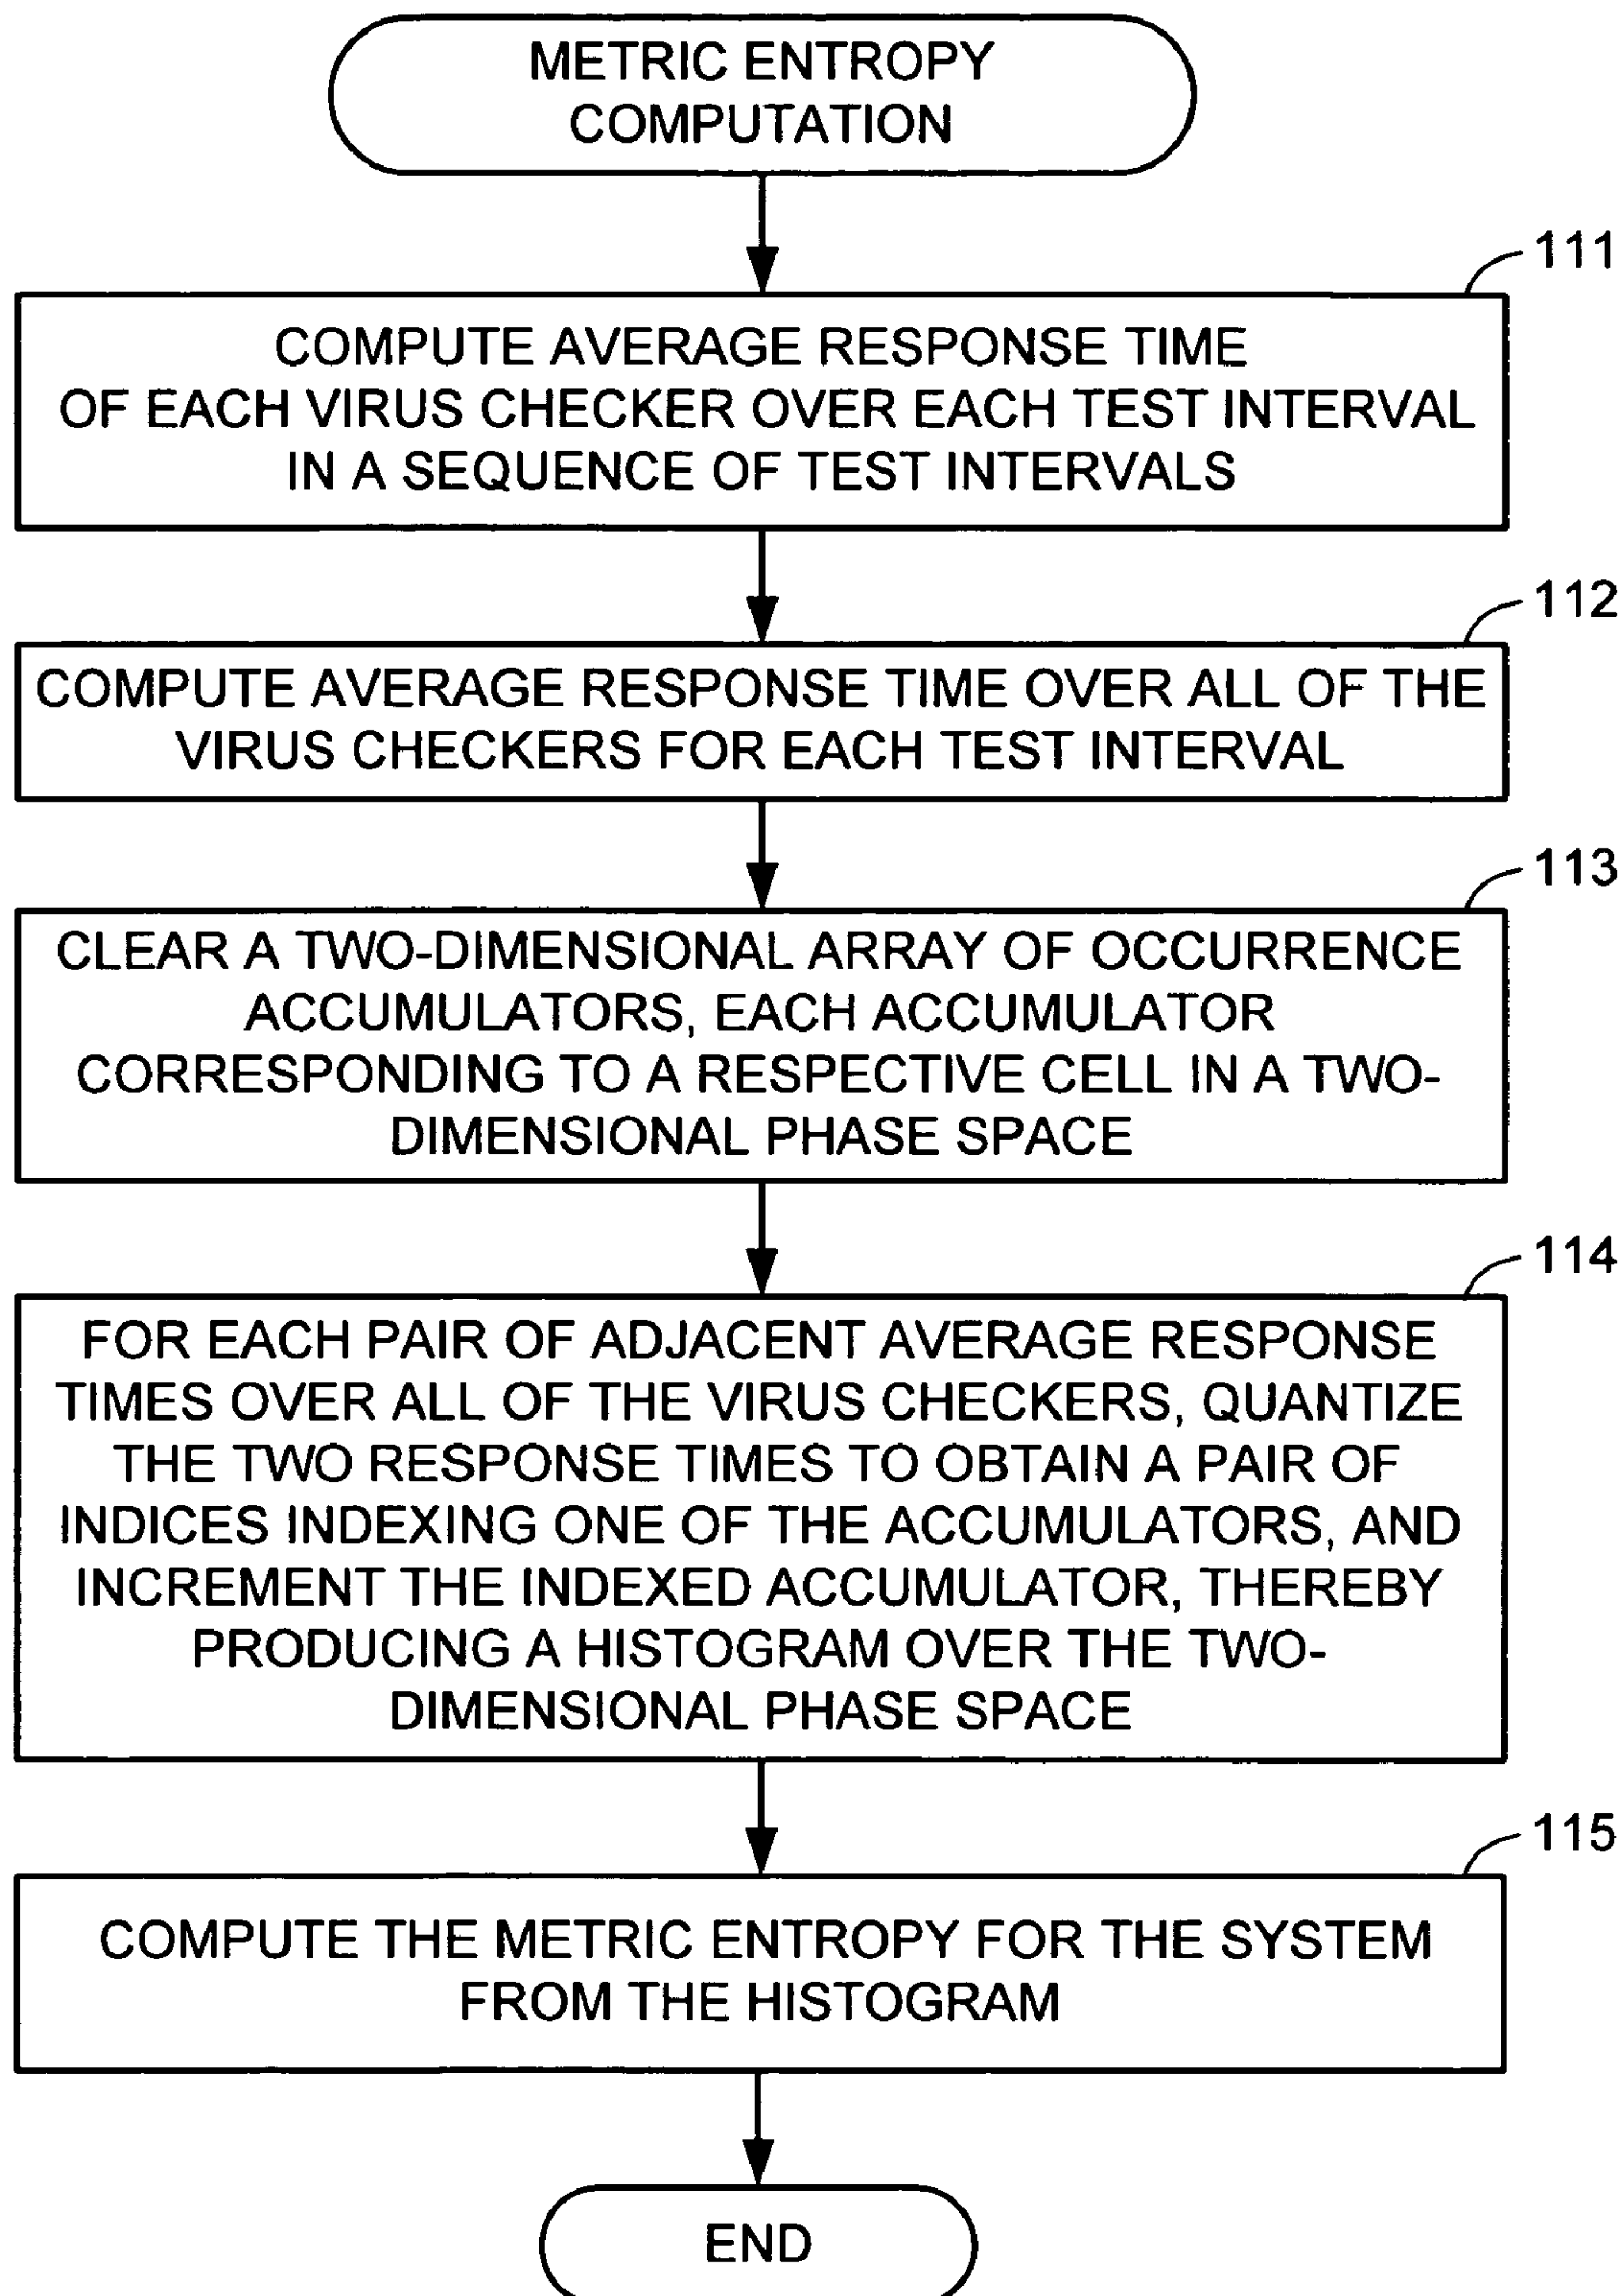 METRIC ENTROPY
COMPUTATION
111
COMPUTE AVERAGE RESPONSE TIME
OF EACH VIRUS CHECKER OVER EACH TEST INTERVAL
IN A SEQUENCE OF TEST INTERVALS
112
COMPUTE AVERAGE RESPONSE TIME OVER ALL OF THE
VIRUS CHECKERS FOR EACH TEST INTERVAL
113
CLEAR A TWO-DIMENSIONAL ARRAY OF OCCURRENCE
ACCUMULATORS, EACH ACCUMULATOR
CORRESPONDING TO A RESPECTIVE CELL IN A TWO-
DIMENSIONAL PHASE SPACE
114
FOR EACH PAIR OF ADJACENT AVERAGE RESPONSE
TIMES OVER ALL OF THE VIRUS CHECKERS, QUANTIZE
THE TWO RESPONSE TIMES TO OBTAIN A PAIR OF
INDICES INDEXING ONE OF THE ACCUMULATORS, AND
INCREMENT THE INDEXED ACCUMULATOR, THEREBY
PRODUCING A HISTOGRAM OVER THE TWO-
DIMENSIONAL PHASE SPACE
115
COMPUTE THE METRIC ENTROPY FOR THE SYSTEM
FROM THE HISTOGRAM
END